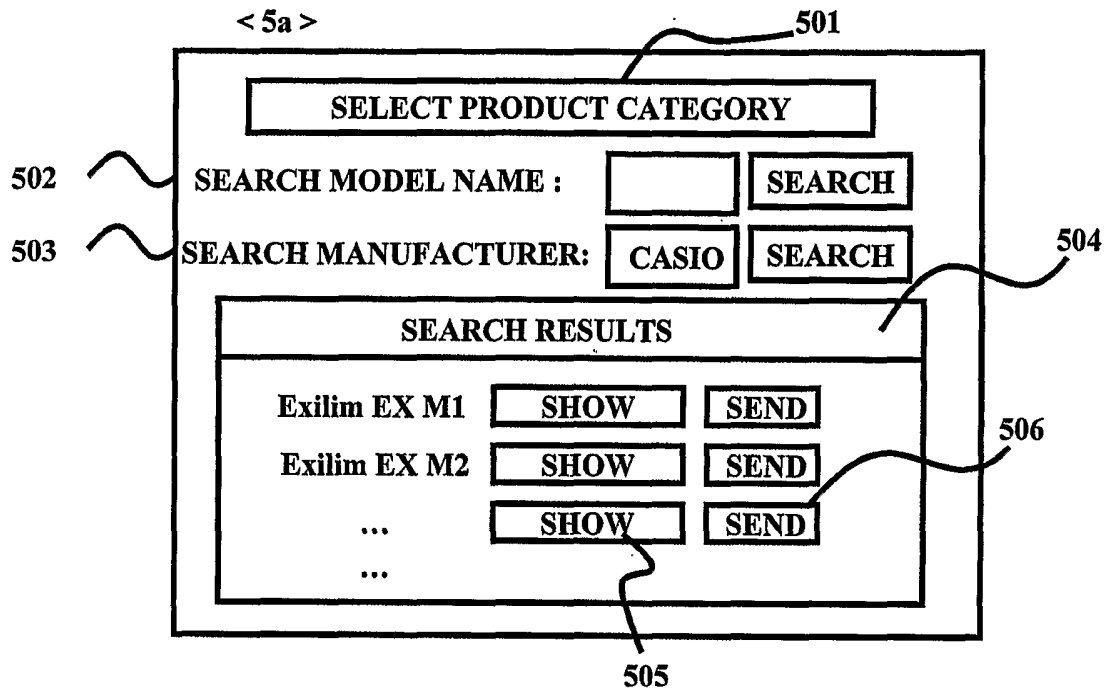 < 5a >
501
SELECT PRODUCT CATEGORY
502
SEARCH MODEL NAME :
SEARCH
503
SEARCH MANUFACTURER:
CASIO
SEARCH
504
SEARCH RESULTS
Exilim EX M1
SHOW
SEND
506
Exilim EX M2
SHOW
SEND
...
SHOW
SEND
...
505